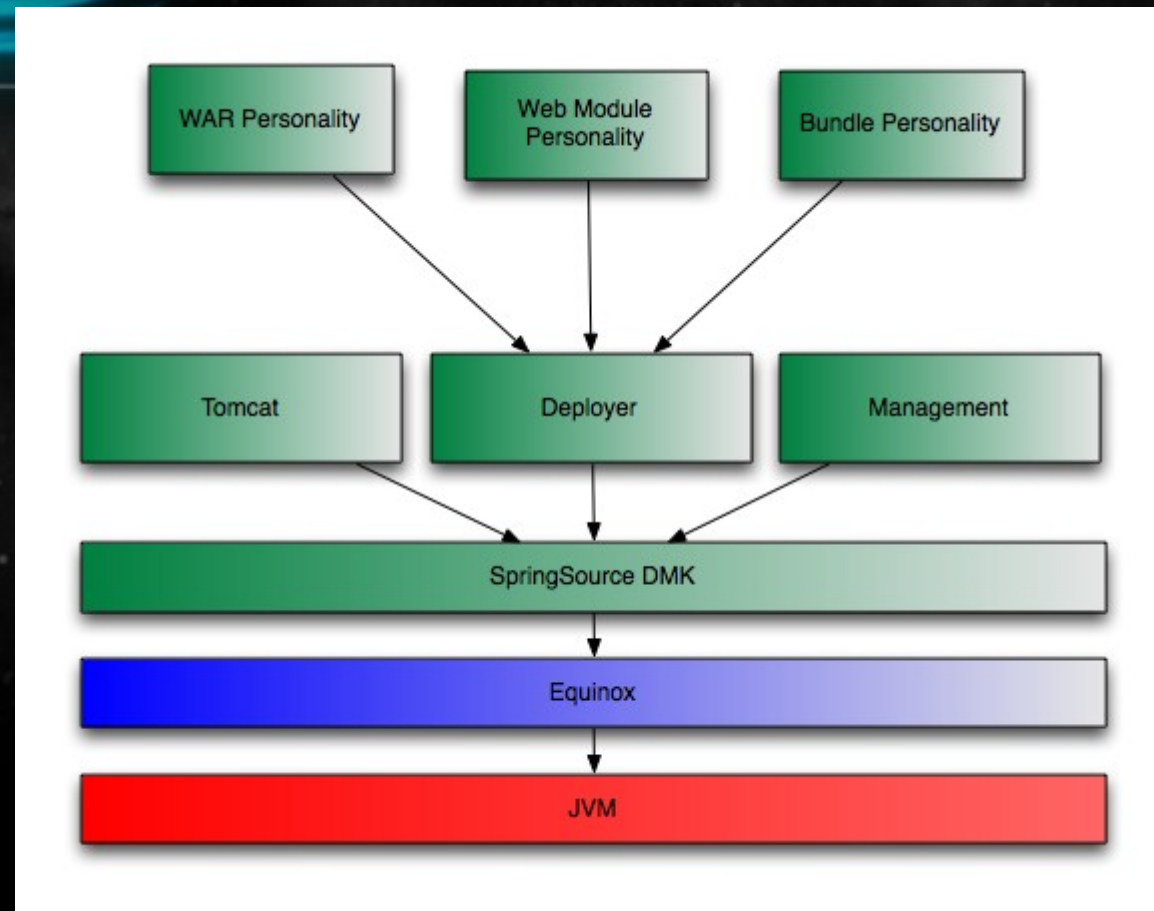 WAR Personality
Web Module
Personality
Bundle Personality
Tomcat
Deployer
Management
SpringSource DMK
Equinox
JVM